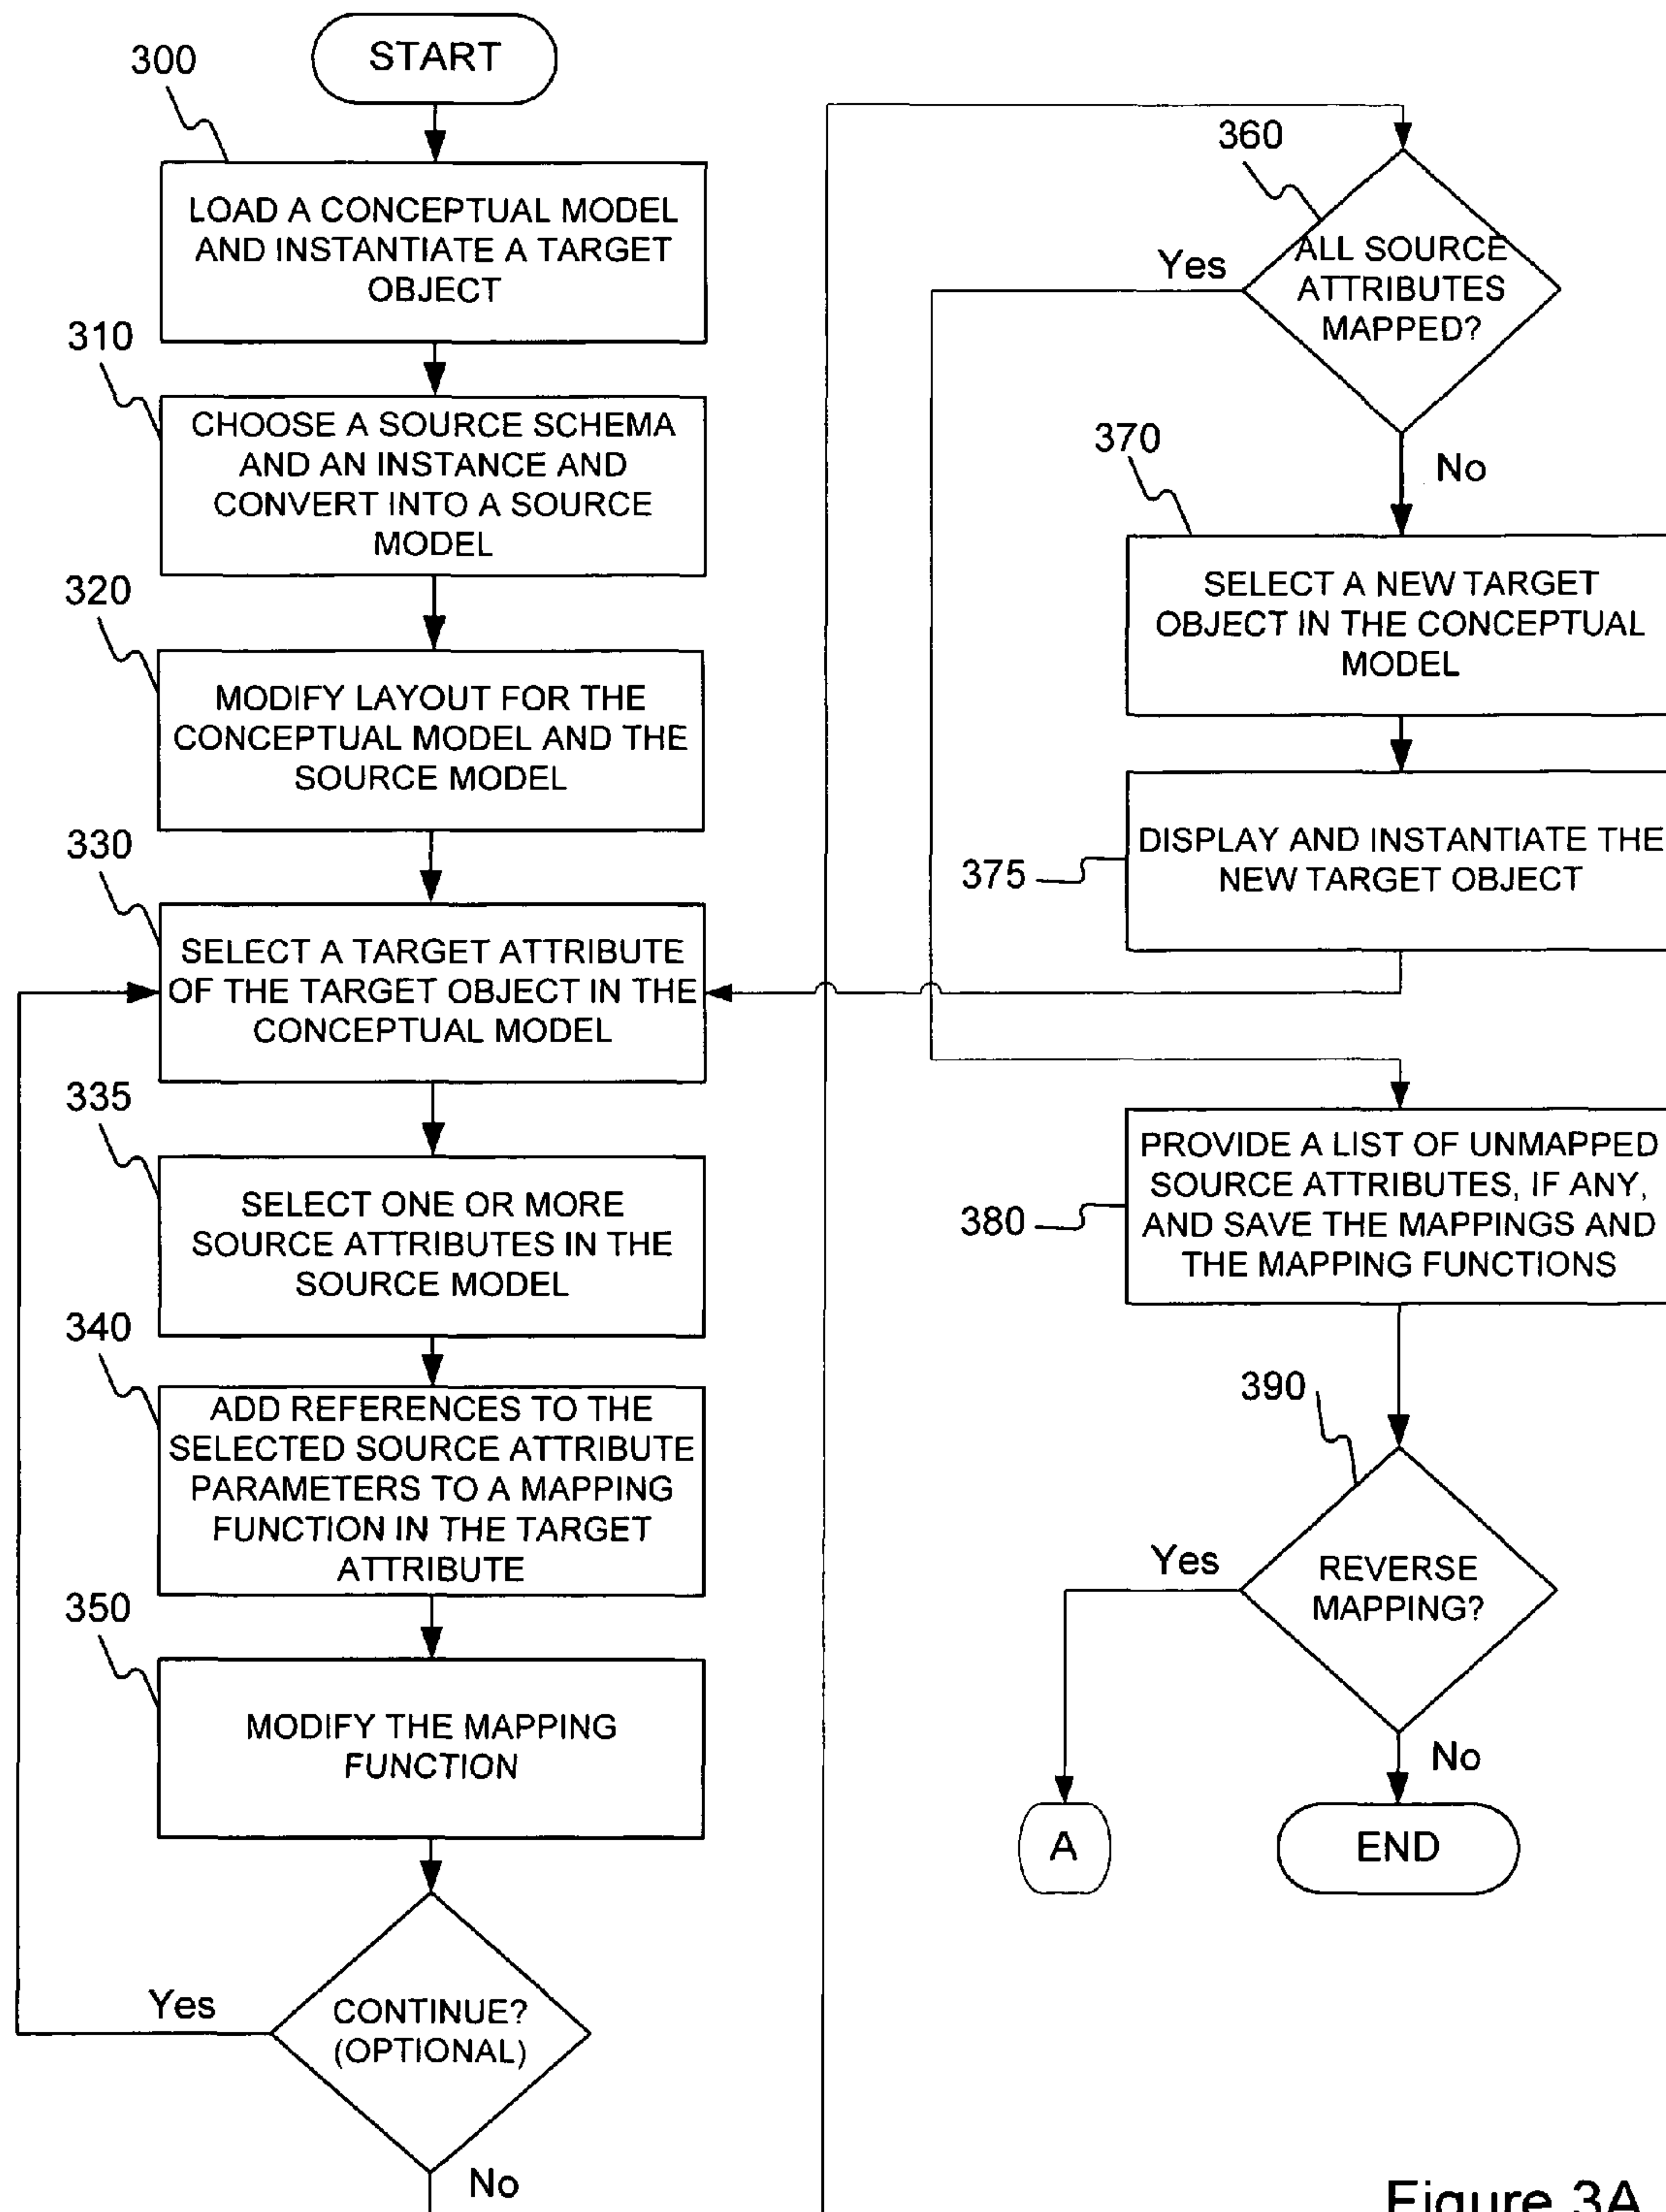 START
300
LOAD A CONCEPTUAL MODEL
AND INSTANTIATE A TARGET
OBJECT
310
CHOOSE A SOURCE SCHEMA
AND AN INSTANCE AND
CONVERT INTO A SOURCE
MODEL
320
MODIFY LAYOUT FOR THE
CONCEPTUAL MODEL AND THE
SOURCE MODEL
330
SELECT A TARGET ATTRIBUTE
OF THE TARGET OBJECT IN THE
CONCEPTUAL MODEL
335
SELECT ONE OR MORE
SOURCE ATTRIBUTES IN THE
SOURCE MODEL
340
ADD REFERENCES TO THE
SELECTED SOURCE ATTRIBUTE
PARAMETERS TO A MAPPING
FUNCTION IN THE TARGET
ATTRIBUTE
350
MODIFY THE MAPPING
FUNCTION
Yes
CONTINUE?
(OPTIONAL)
No
360
Yes
ALL SOURCE
ATTRIBUTES
MAPPED?
No
370
SELECT A NEW TARGET
OBJECT IN THE CONCEPTUAL
MODEL
375
DISPLAY AND INSTANTIATE THE
NEW TARGET OBJECT
380
PROVIDE A LIST OF UNMAPPED
SOURCE ATTRIBUTES, IF ANY,
AND SAVE THE MAPPINGS AND
THE MAPPING FUNCTIONS
390
Yes
REVERSE
MAPPING?
No
A
END
Figure 3A